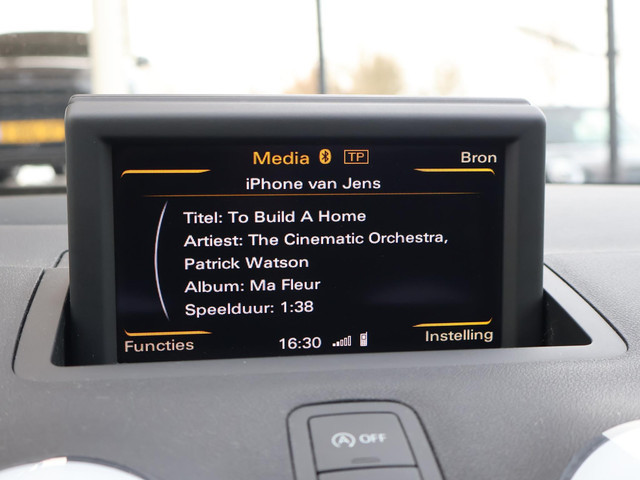 Media TP
Bron
iPhone van Jens
Titel: To Build A Home
Artiest: The Cinematic Orchestra,
Patrick Watson
Album: Ma Fleur
Speelduur: 1:38
Functies
16:30
Instelling
A OFF